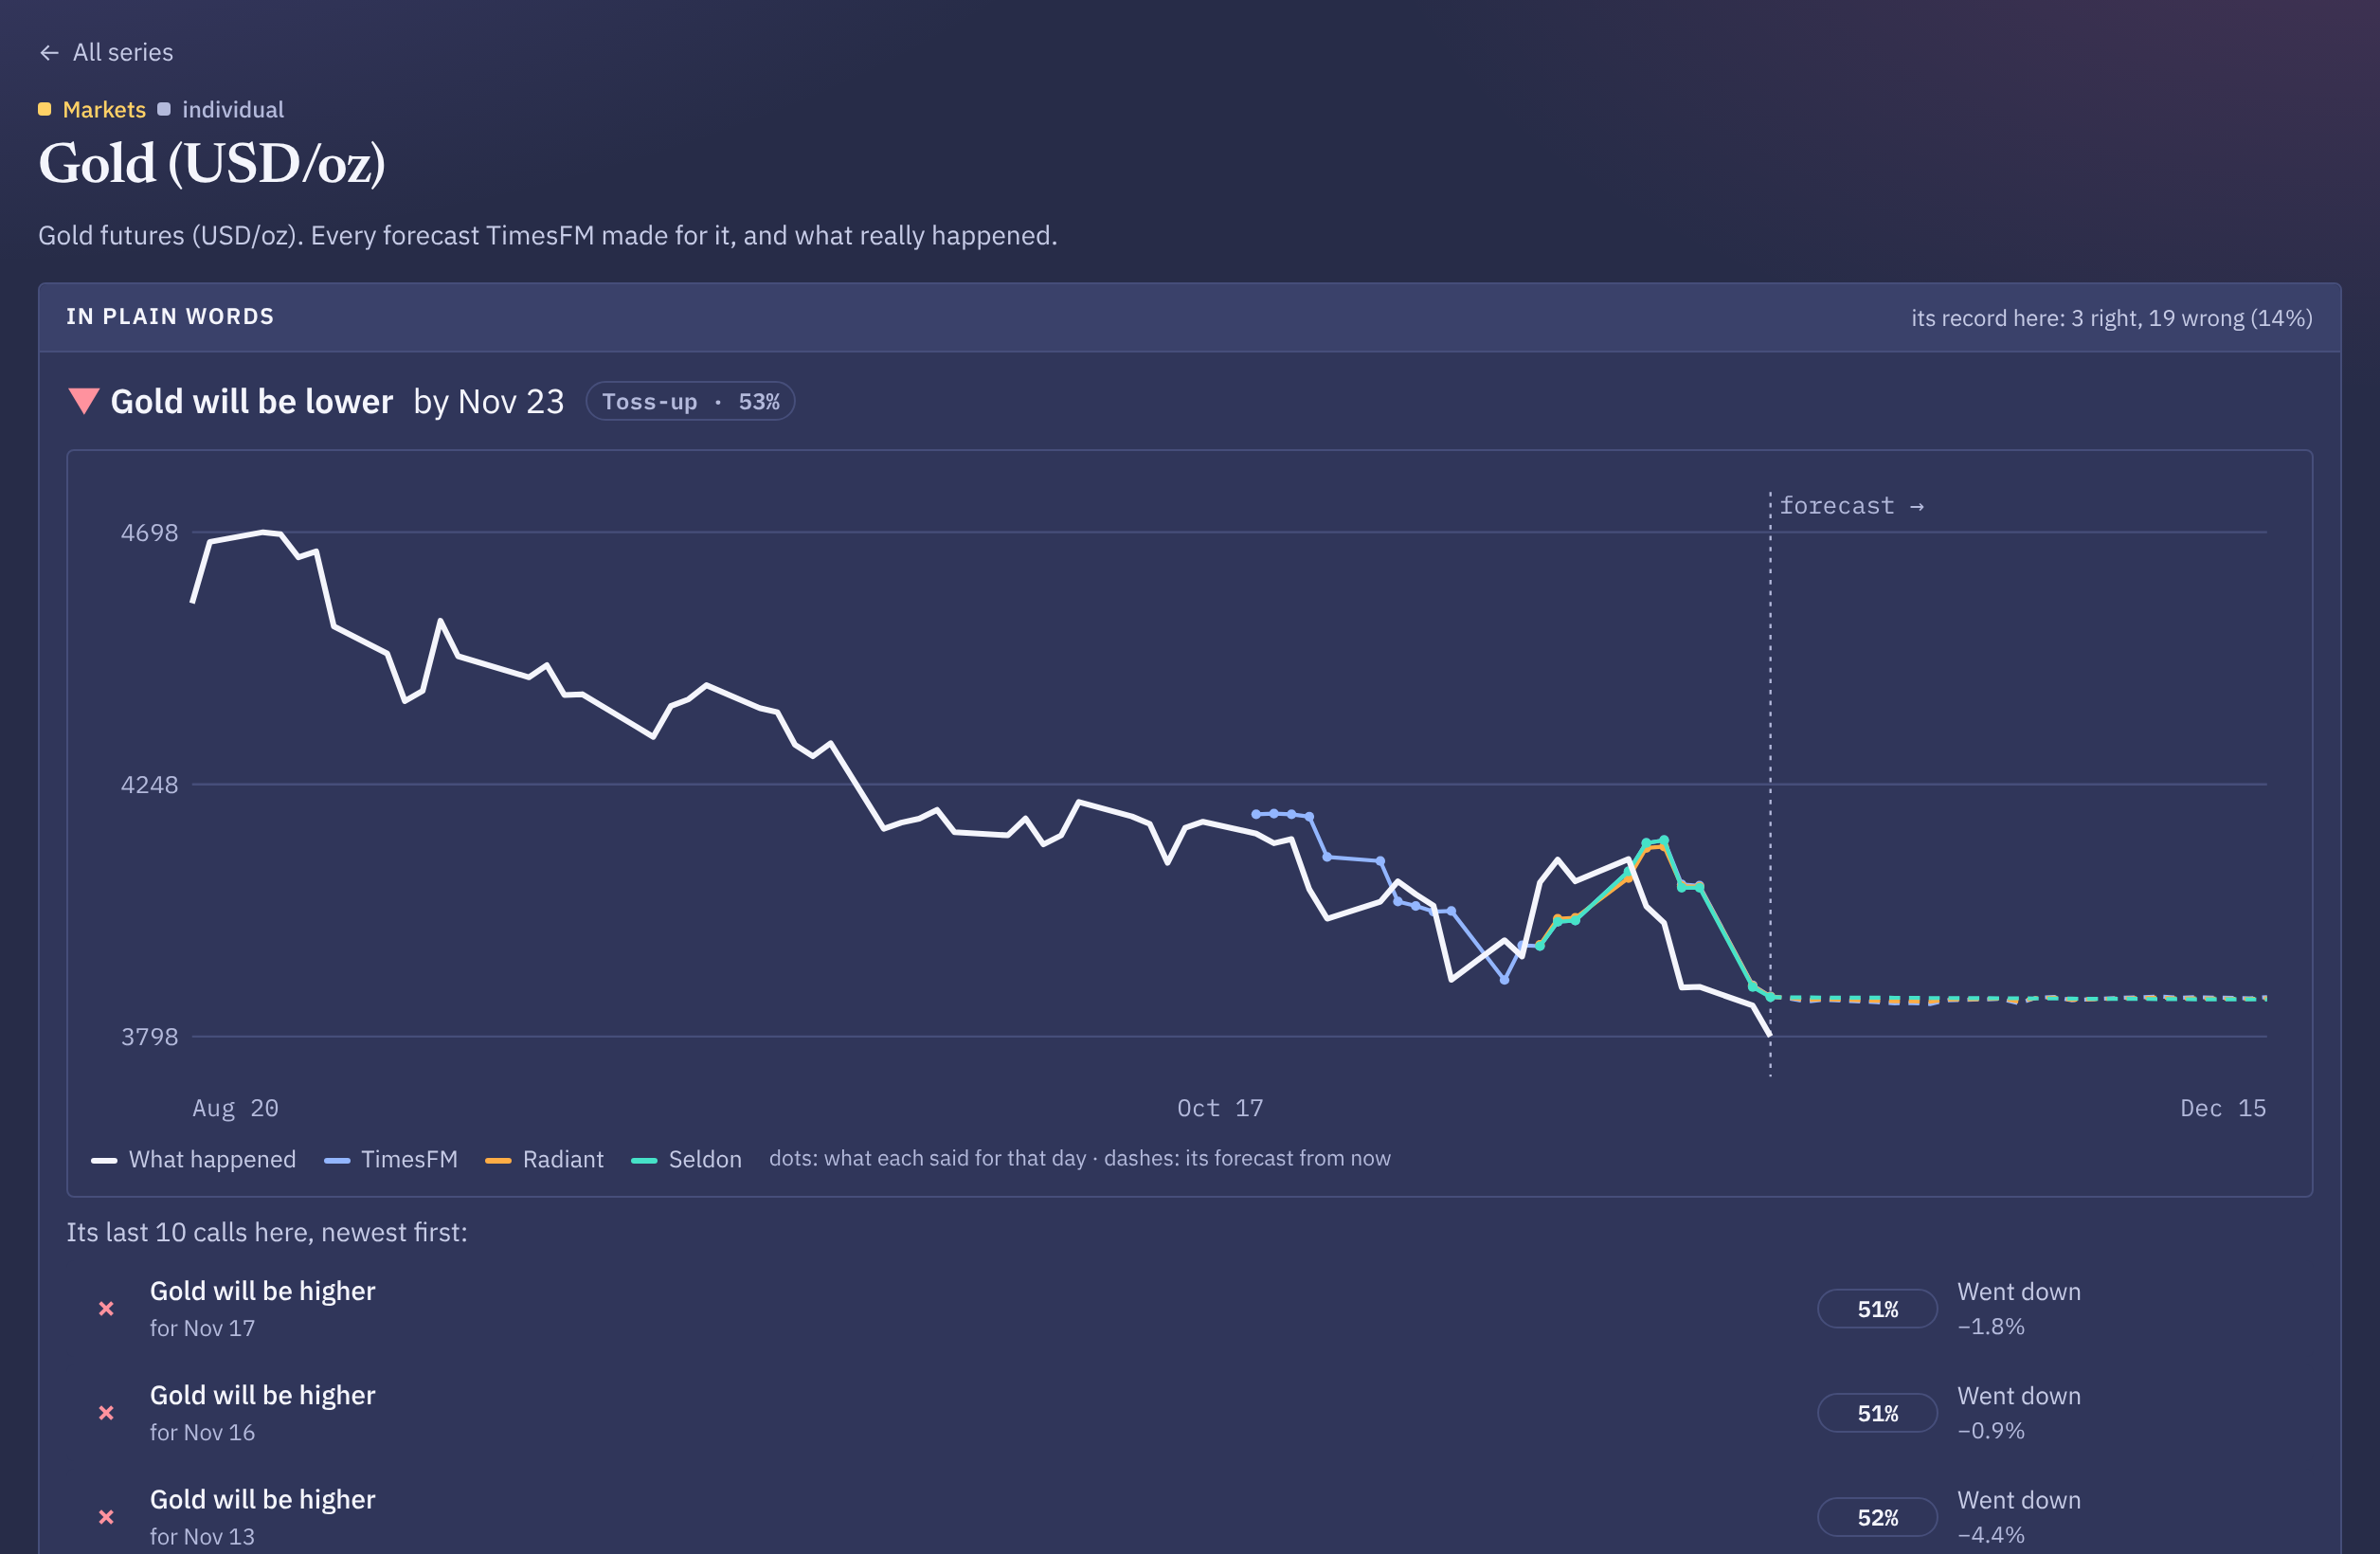 ← All series
Markets individual
Gold (USD/oz)
Gold futures (USD/oz). Every forecast TimesFM made for it, and what really happened.
IN PLAIN WORDS its record here: 3 right, 19 wrong (14%)
Gold will be lower by Nov 23 Toss-up · 53%
forecast →
4698
4248
3798
Aug 20 Oct 17 Dec 15
What happened TimesFM Radiant Seldon dots: what each said for that day · dashes: its forecast from now
Its last 10 calls here, newest first:
Gold will be higher
for Nov 17
51%
Went down
−1.8%
Gold will be higher
for Nov 16
51%
Went down
−0.9%
Gold will be higher
for Nov 13
52%
Went down
−4.4%